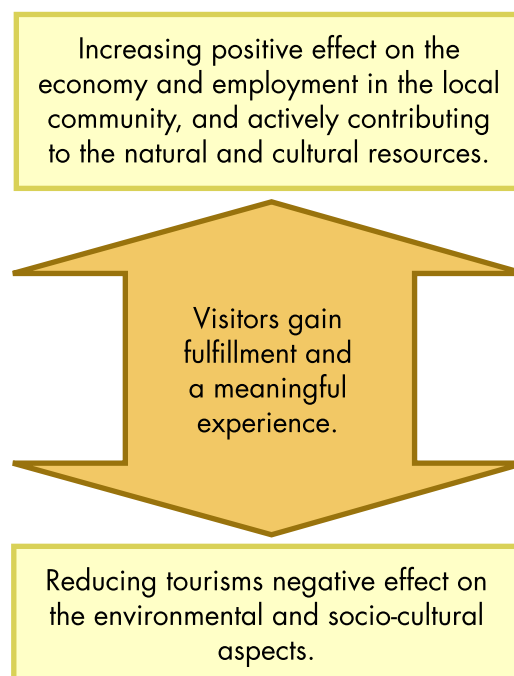 Increasing positive effect on the
economy and employment in the local
community, and actively contributing
to the natural and cultural resources.
Visitors gain
fulfillment and
a meaningful
experience.
Reducing tourisms negative effect on
the environmental and socio-cultural
aspects.